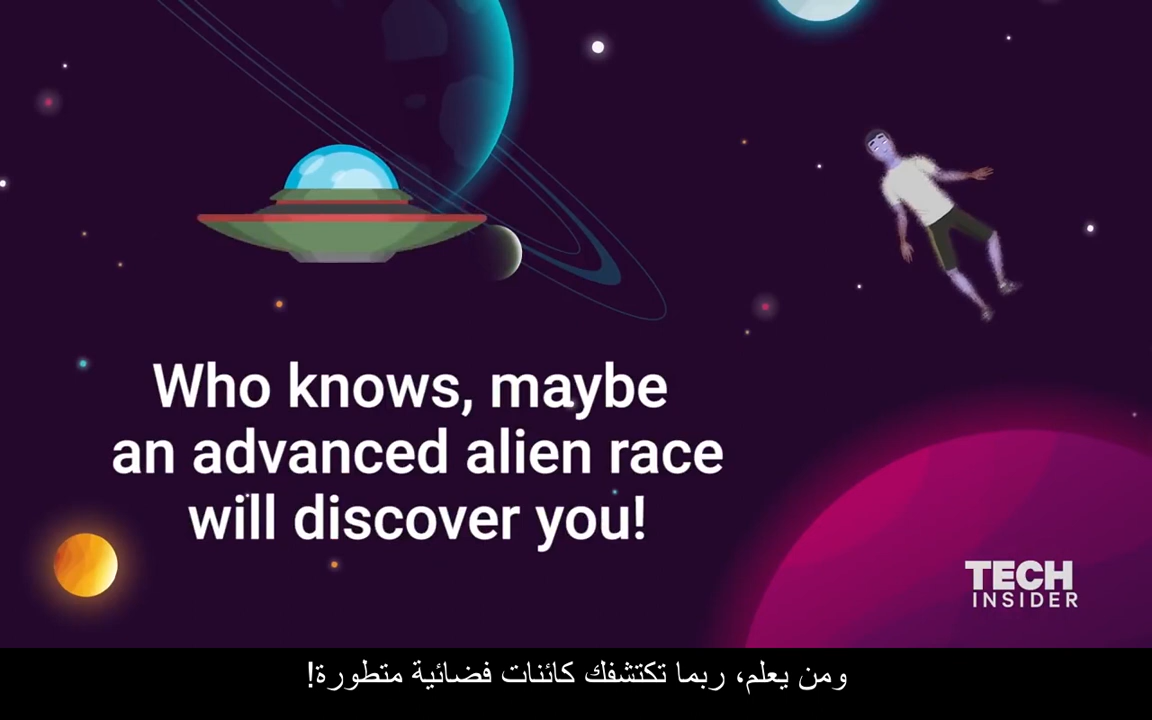 Who knows, maybe
an advanced alien race
will discover you!
TECH
INSIDER
ومن يعلم، ربما تكتشفك كائنات فضائية متطورة!